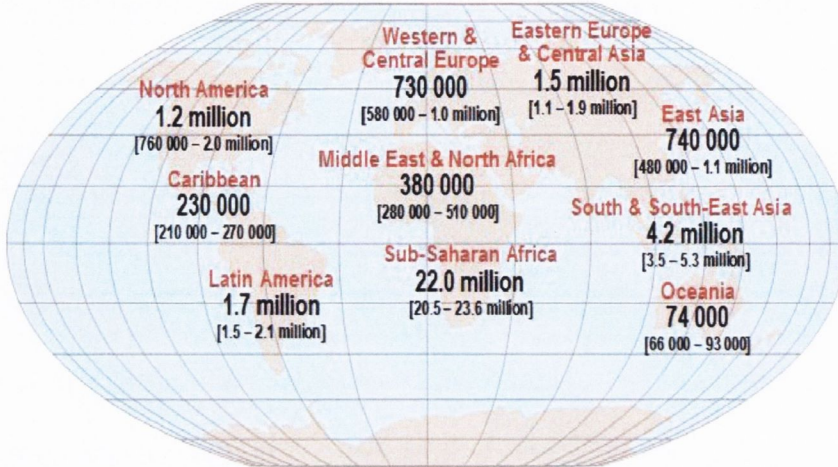 Western &
Central Europe
730 000
[580 000 – 1.0 million]
Eastern Europe
& Central Asia
1.5 million
[1.1 – 1.9 million]
North America
1.2 million
[760 000 – 2.0 million]
East Asia
740 000
[480 000 – 1.1 million]
Middle East & North Africa
380 000
[280 000 – 510 000]
Caribbean
230 000
[210 000 – 270 000]
South & South-East Asia
4.2 million
[3.5 – 5.3 million]
Sub-Saharan Africa
22.0 million
[20.5 – 23.6 million]
Latin America
1.7 million
[1.5 – 2.1 million]
Oceania
74 000
[66 000 – 93 000]